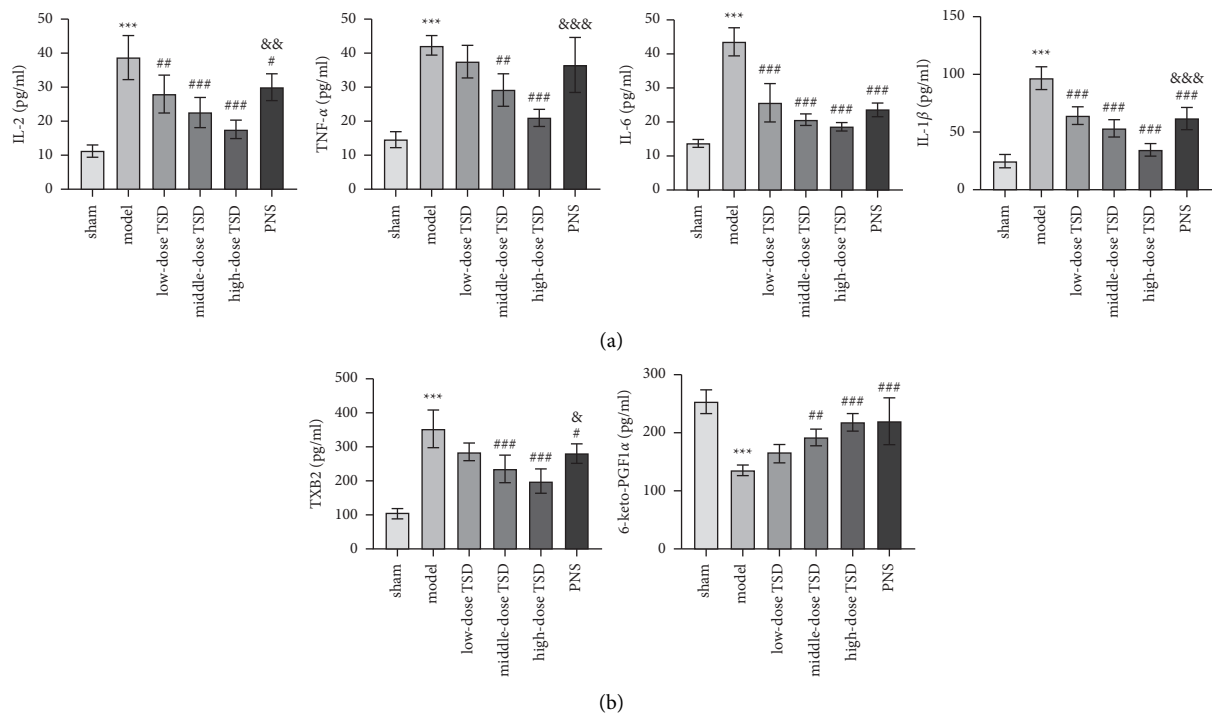 IL-2 (pg/ml)
50
40
30
20
10
0
***
##
###
###
&&
#
sham
model
low-dose TSD
middle-dose TSD
high-dose TSD
PNS
TNF-α (pg/ml)
50
40
30
20
10
0
***
##
###
&&&
sham
model
low-dose TSD
middle-dose TSD
high-dose TSD
PNS
IL-6 (pg/ml)
50
40
30
20
10
0
***
###
###
###
###
sham
model
low-dose TSD
middle-dose TSD
high-dose TSD
PNS
IL-1β (pg/ml)
150
100
50
0
***
###
###
###
&&&
###
sham
model
low-dose TSD
middle-dose TSD
high-dose TSD
PNS
(a)
TXB2 (pg/ml)
500
400
300
200
100
0
***
###
###
&
#
sham
model
low-dose TSD
middle-dose TSD
high-dose TSD
PNS
6-keto-PGF1α (pg/ml)
300
200
100
0
***
##
###
###
sham
model
low-dose TSD
middle-dose TSD
high-dose TSD
PNS
(b)